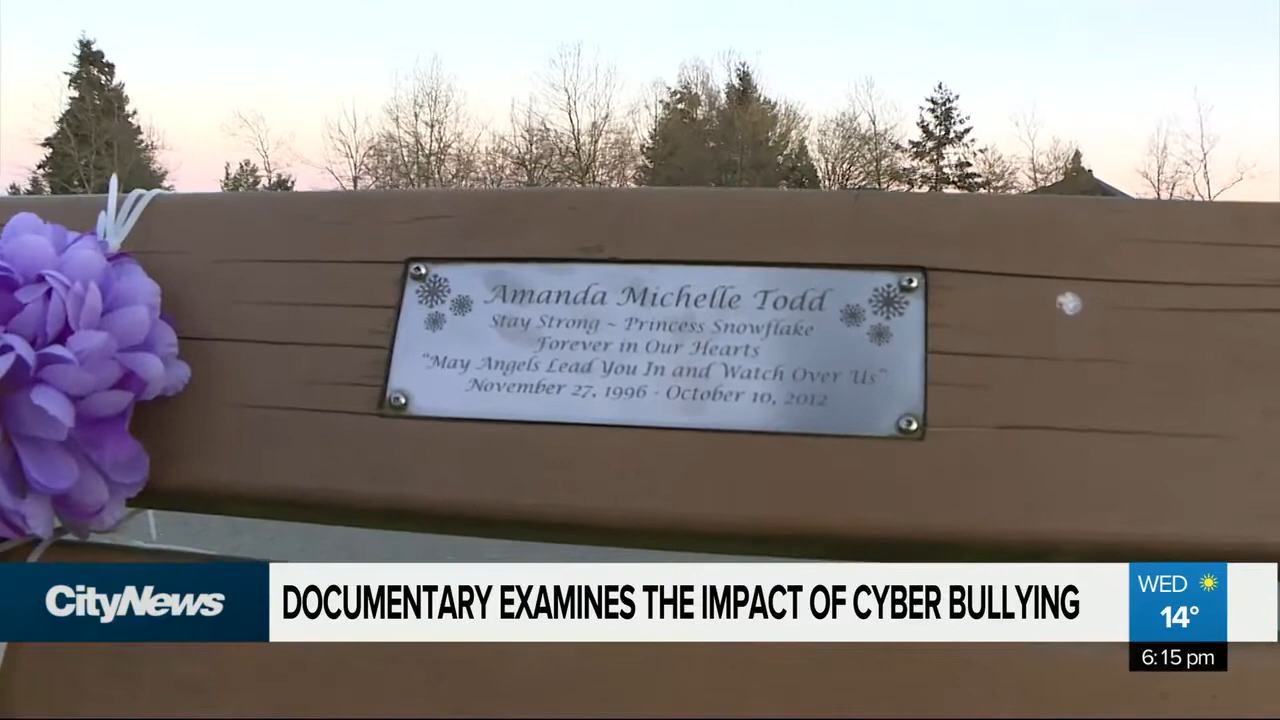 Amanda Michelle Todd
Stay Strong ~ Princess Snowflake
Forever in Our Hearts
"May Angels Lead You In and Watch Over Us"
November 27, 1996 - October 10, 2012
CityNews
DOCUMENTARY EXAMINES THE IMPACT OF CYBER BULLYING
WED
14°
6:15 pm